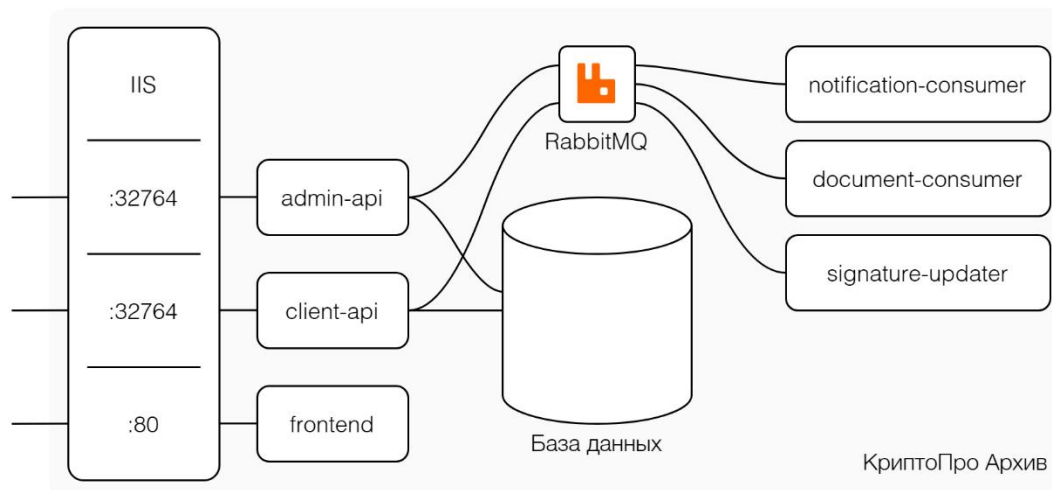 IIS
:32764
:32764
:80
admin-api
client-api
frontend
RabbitMQ
База данных
notification-consumer
document-consumer
signature-updater
КриптоПро Архив